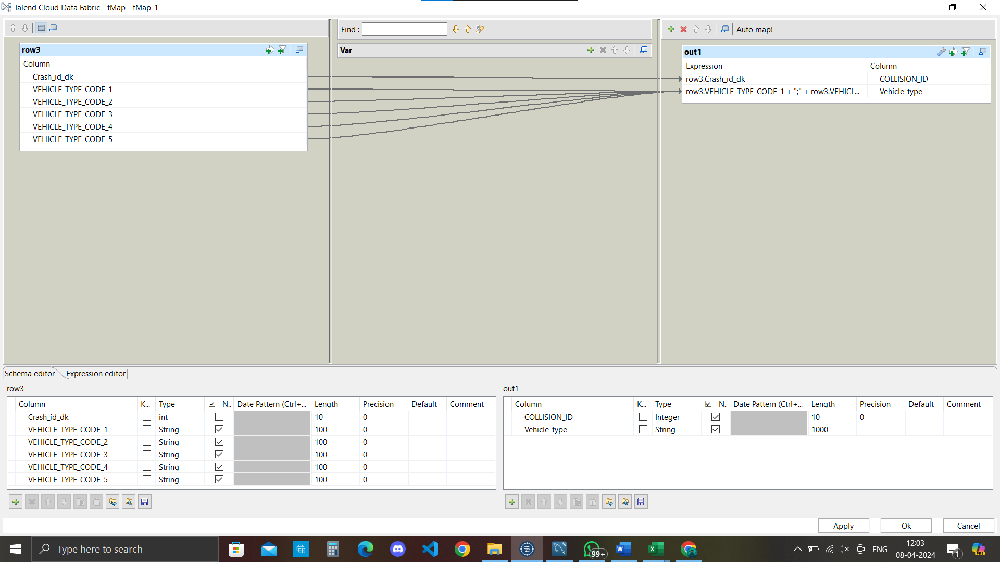 Talend Cloud Data Fabric - tMap - tMap_1
Find :
Auto map!
row3
Column
Crash_id_dk
VEHICLE_TYPE_CODE_1
VEHICLE_TYPE_CODE_2
VEHICLE_TYPE_CODE_3
VEHICLE_TYPE_CODE_4
VEHICLE_TYPE_CODE_5
Var
out1
Expression Column
row3.Crash_id_dk COLLISION_ID
row3.VEHICLE_TYPE_CODE_1 + ";" + row3.VEHICL... Vehicle_type
Schema editor Expression editor
row3
Column K... Type N.. Date Pattern (Ctrl+... Length Precision Default Comment
Crash_id_dk int 10 0
VEHICLE_TYPE_CODE_1 String 100 0
VEHICLE_TYPE_CODE_2 String 100 0
VEHICLE_TYPE_CODE_3 String 100 0
VEHICLE_TYPE_CODE_4 String 100 0
VEHICLE_TYPE_CODE_5 String 100 0
out1
Column K... Type N.. Date Pattern (Ctrl+... Length Precision Default Comment
COLLISION_ID Integer 10 0
Vehicle_type String 1000
Apply Ok Cancel
Type here to search
99+
ENG
12:03
08-04-2024
1
PRE